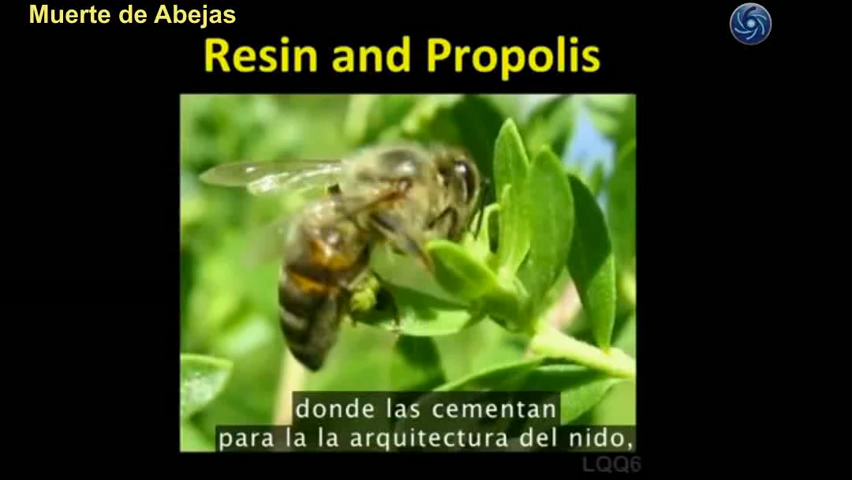 Muerte de Abejas
Resin and Propolis
donde las cementan
para la la arquitectura del nido,
LQQ6